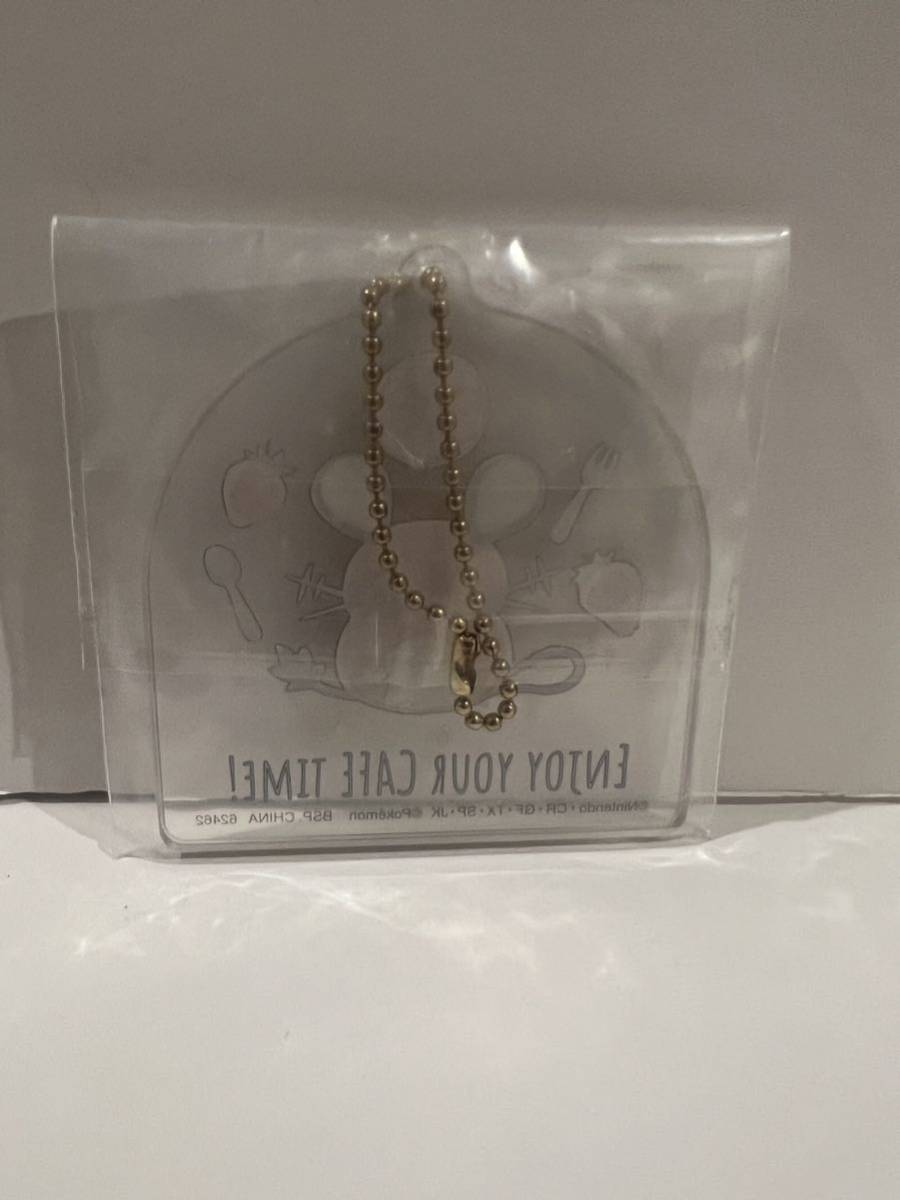 ENJOY YOUR CAFE TIME!
©Nintendo・CR・GF・TX・SP・JK ©Pokémon BSP CHINA 62462